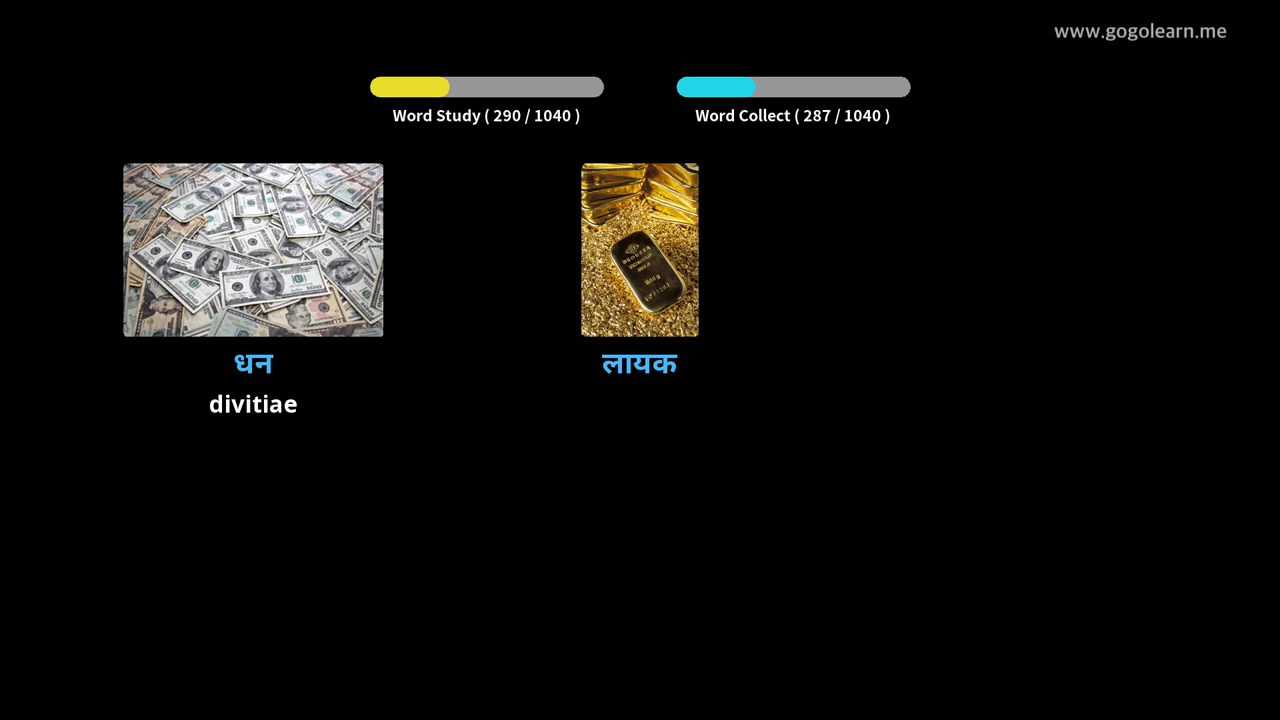 www.gogolearn.me
Word Study ( 290 / 1040 )
Word Collect ( 287 / 1040 )
धन
लायक
divitiae